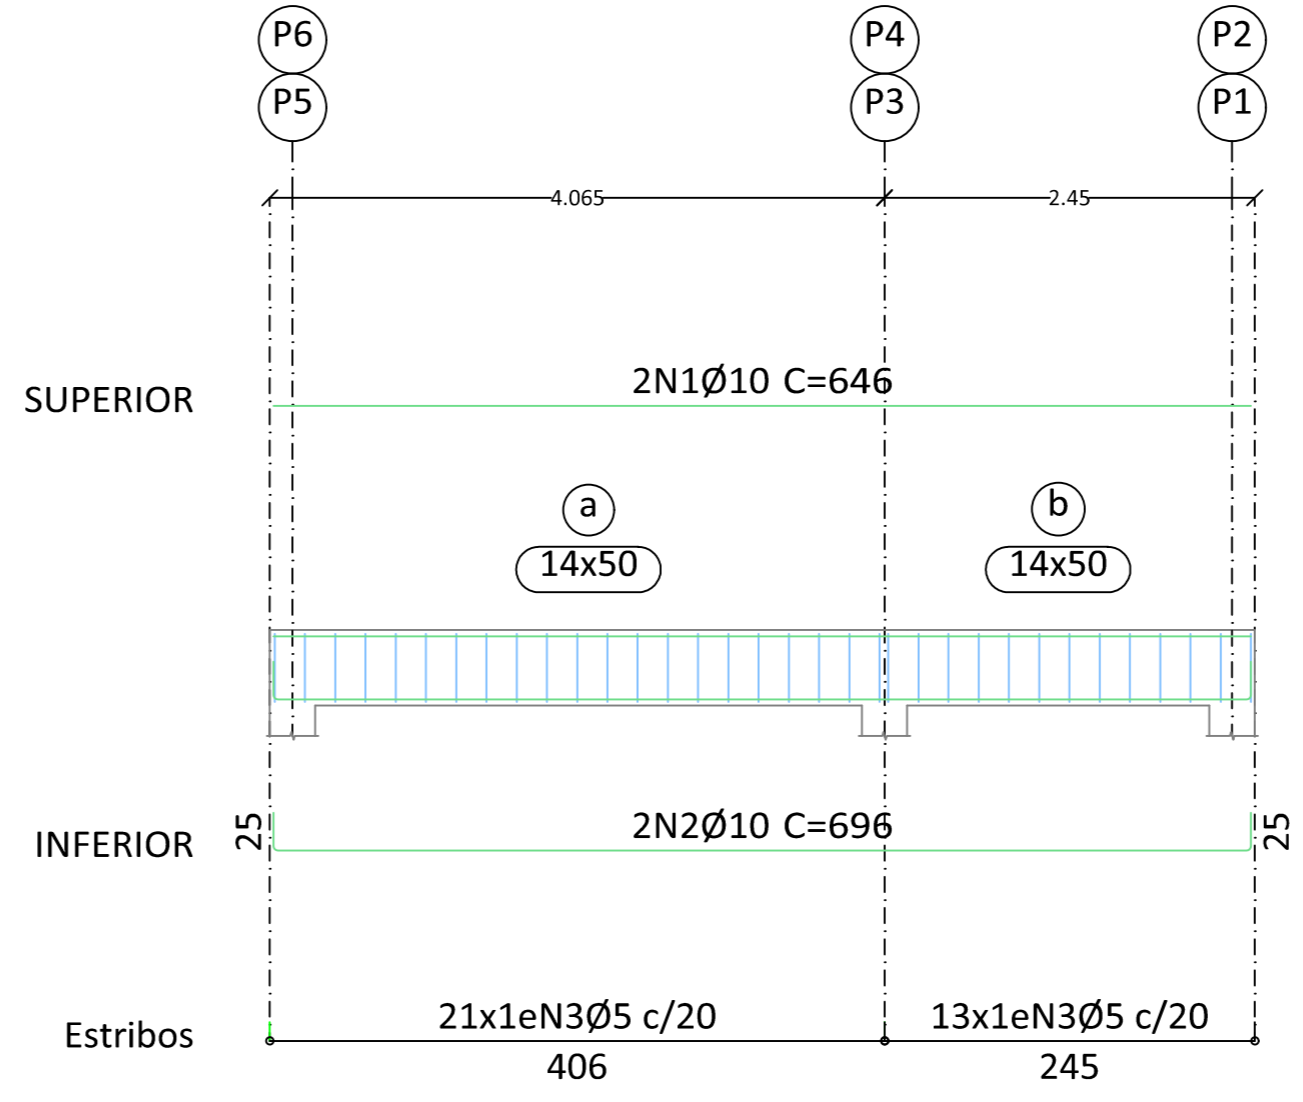 P6 P4 P2
P5 P3 P1
4.065 2.45
2N1Ø10 C=646
SUPERIOR
a b
14x50 14x50
25 2N2Ø10 C=696 25
INFERIOR
21x1eN3Ø5 c/20 13x1eN3Ø5 c/20
Estribos
406 245